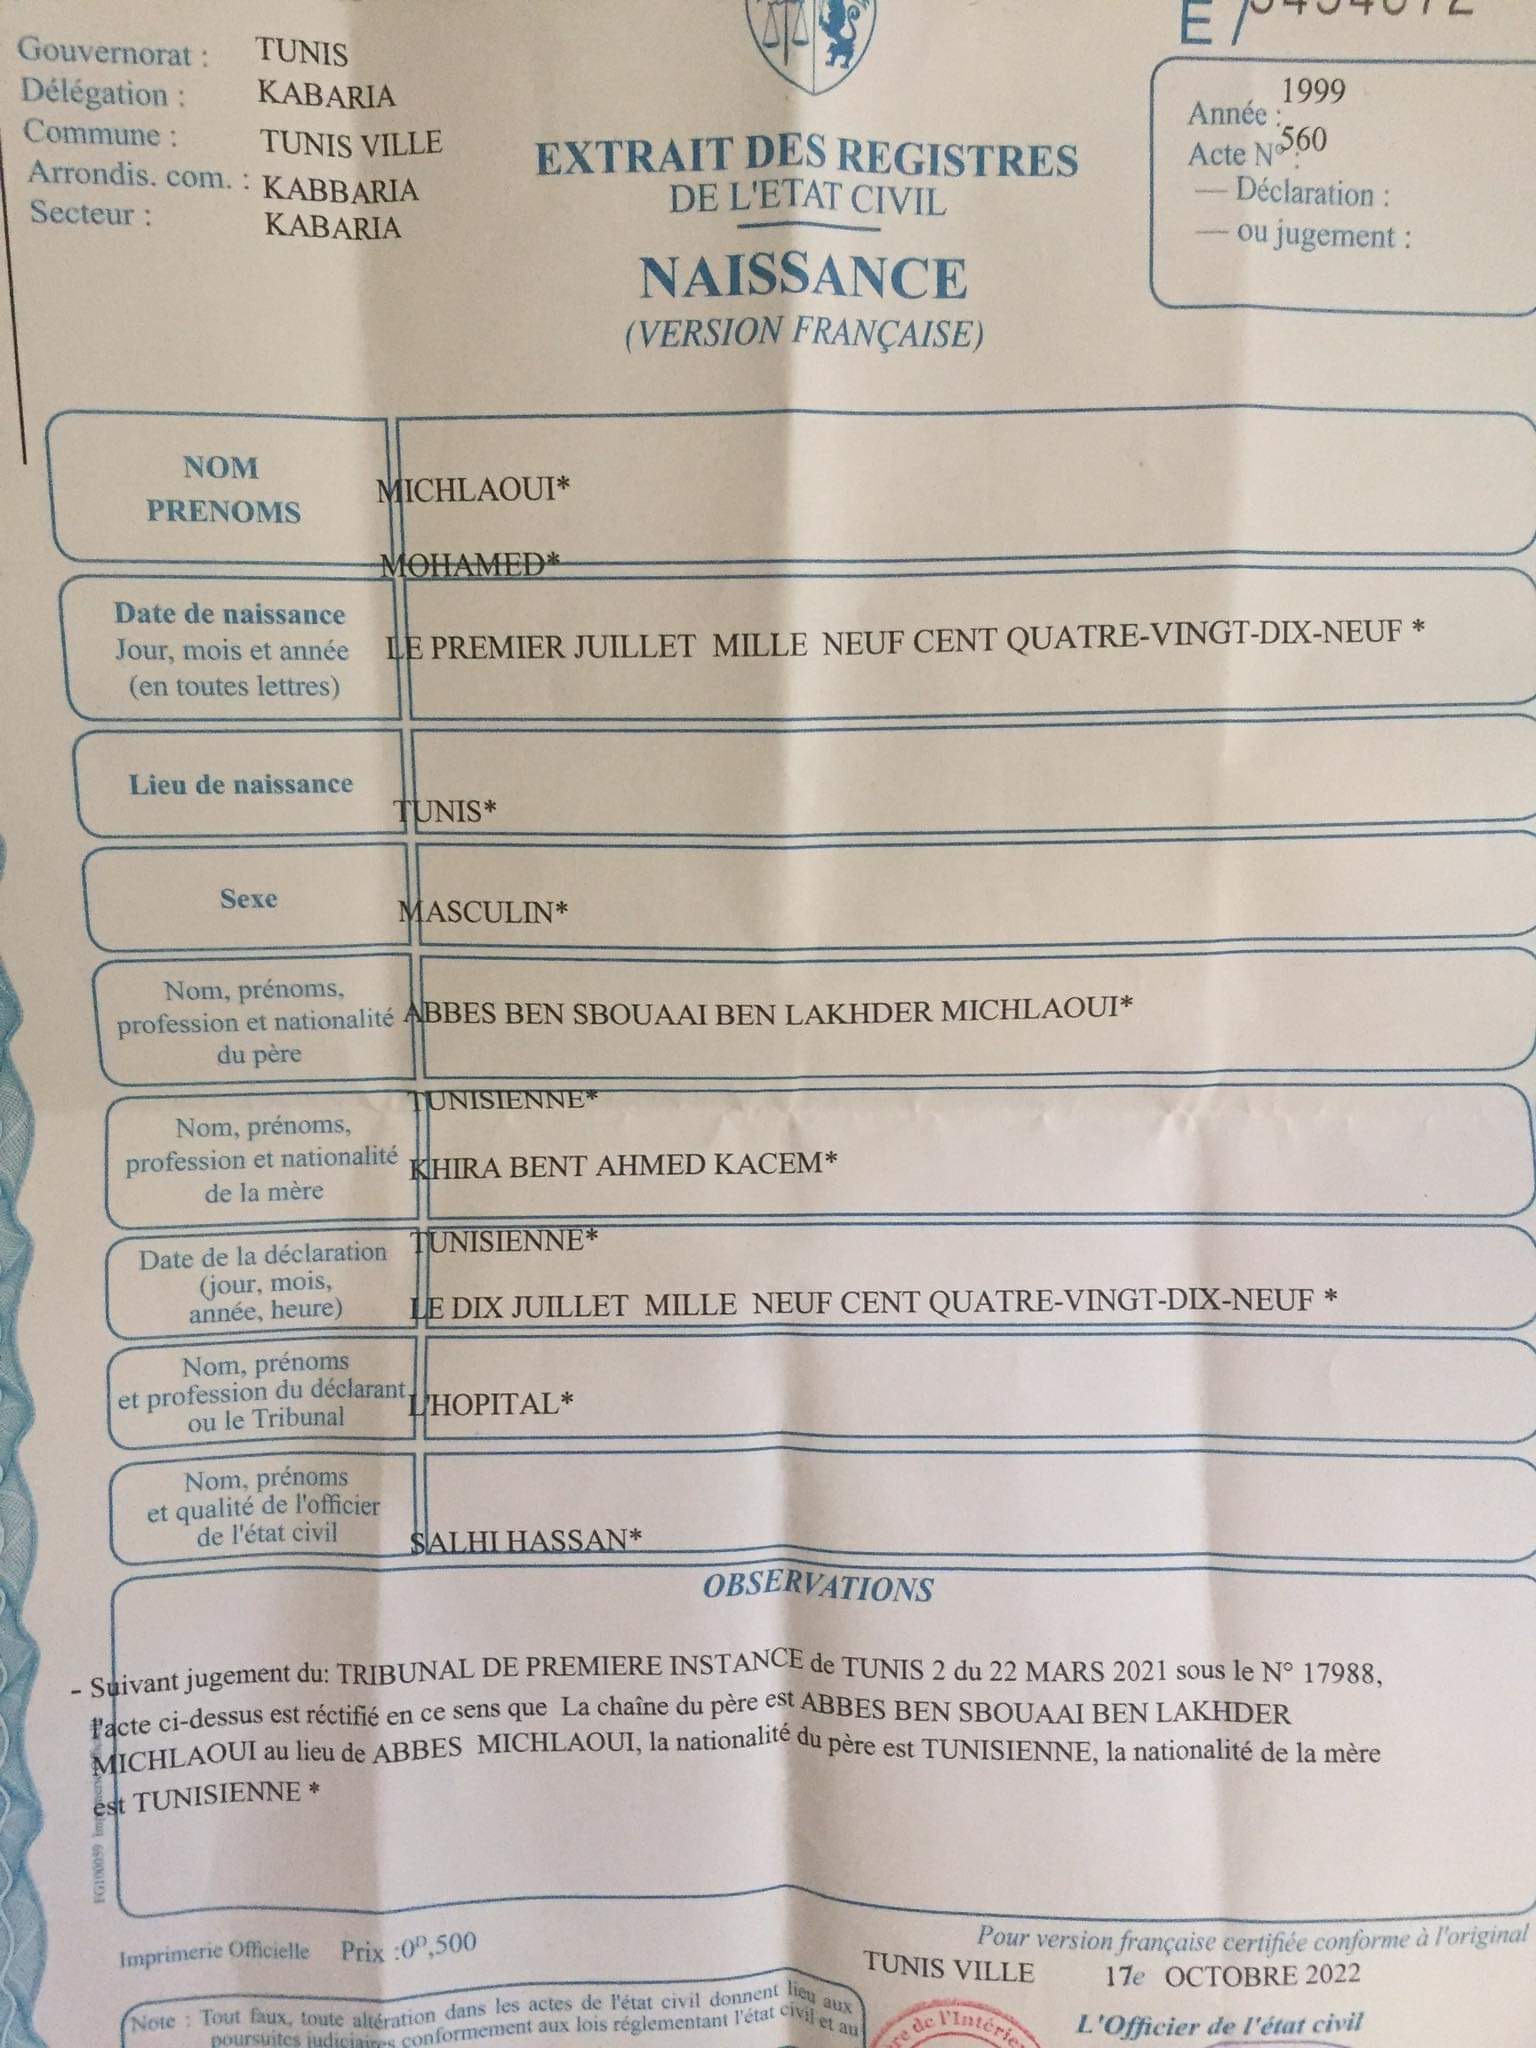 Gouvernorat : TUNIS
Délégation : KABARIA
Commune : TUNIS VILLE
Arrondis. com. : KABBARIA
Secteur : KABARIA
E /
Année : 1999
Acte N° : 560
— Déclaration :
— ou jugement :
EXTRAIT DES REGISTRES
DE L'ETAT CIVIL
NAISSANCE
(VERSION FRANÇAISE)
NOM
PRENOMS
MICHLAOUI*
MOHAMED*
Date de naissance
Jour, mois et année
(en toutes lettres)
LE PREMIER JUILLET MILLE NEUF CENT QUATRE-VINGT-DIX-NEUF *
Lieu de naissance
TUNIS*
Sexe
MASCULIN*
Nom, prénoms,
profession et nationalité
du père
ABBES BEN SBOUAAI BEN LAKHDER MICHLAOUI*
TUNISIENNE*
Nom, prénoms,
profession et nationalité
de la mère
KHIRA BENT AHMED KACEM*
TUNISIENNE*
Date de la déclaration
(jour, mois,
année, heure)
LE DIX JUILLET MILLE NEUF CENT QUATRE-VINGT-DIX-NEUF *
Nom, prénoms
et profession du déclarant
ou le Tribunal
L'HOPITAL*
Nom, prénoms
et qualité de l'officier
de l'état civil
SALHI HASSAN*
OBSERVATIONS
- Suivant jugement du: TRIBUNAL DE PREMIERE INSTANCE de TUNIS 2 du 22 MARS 2021 sous le N° 17988,
l'acte ci-dessus est réctifié en ce sens que La chaîne du père est ABBES BEN SBOUAAI BEN LAKHDER
MICHLAOUI au lieu de ABBES MICHLAOUI, la nationalité du père est TUNISIENNE, la nationalité de la mère
est TUNISIENNE *
FG100059
Imprimerie Officielle Prix :0ᴰ,500
Pour version française certifiée conforme à l'original
TUNIS VILLE 17e OCTOBRE 2022
L'Officier de l'état civil
Note : Tout faux, toute altération dans les actes de l'état civil donnent lieu aux
poursuites judiciaires conformement aux lois réglementant l'état civil et au
de l'Intérie